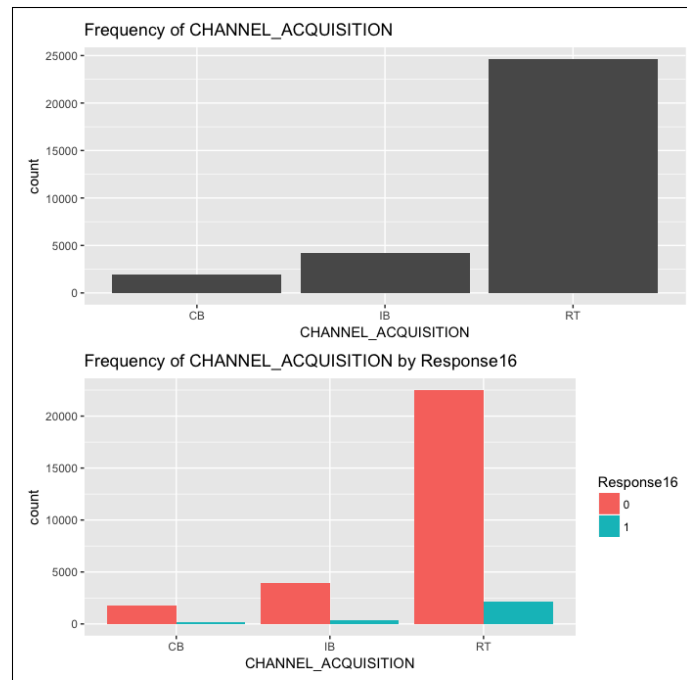 Frequency of CHANNEL_ACQUISITION
25000
20000
15000
10000
5000
0
count
CB IB RT
CHANNEL_ACQUISITION
Frequency of CHANNEL_ACQUISITION by Response16
20000
15000
10000
5000
0
count
CB IB RT
CHANNEL_ACQUISITION
Response16
0
1